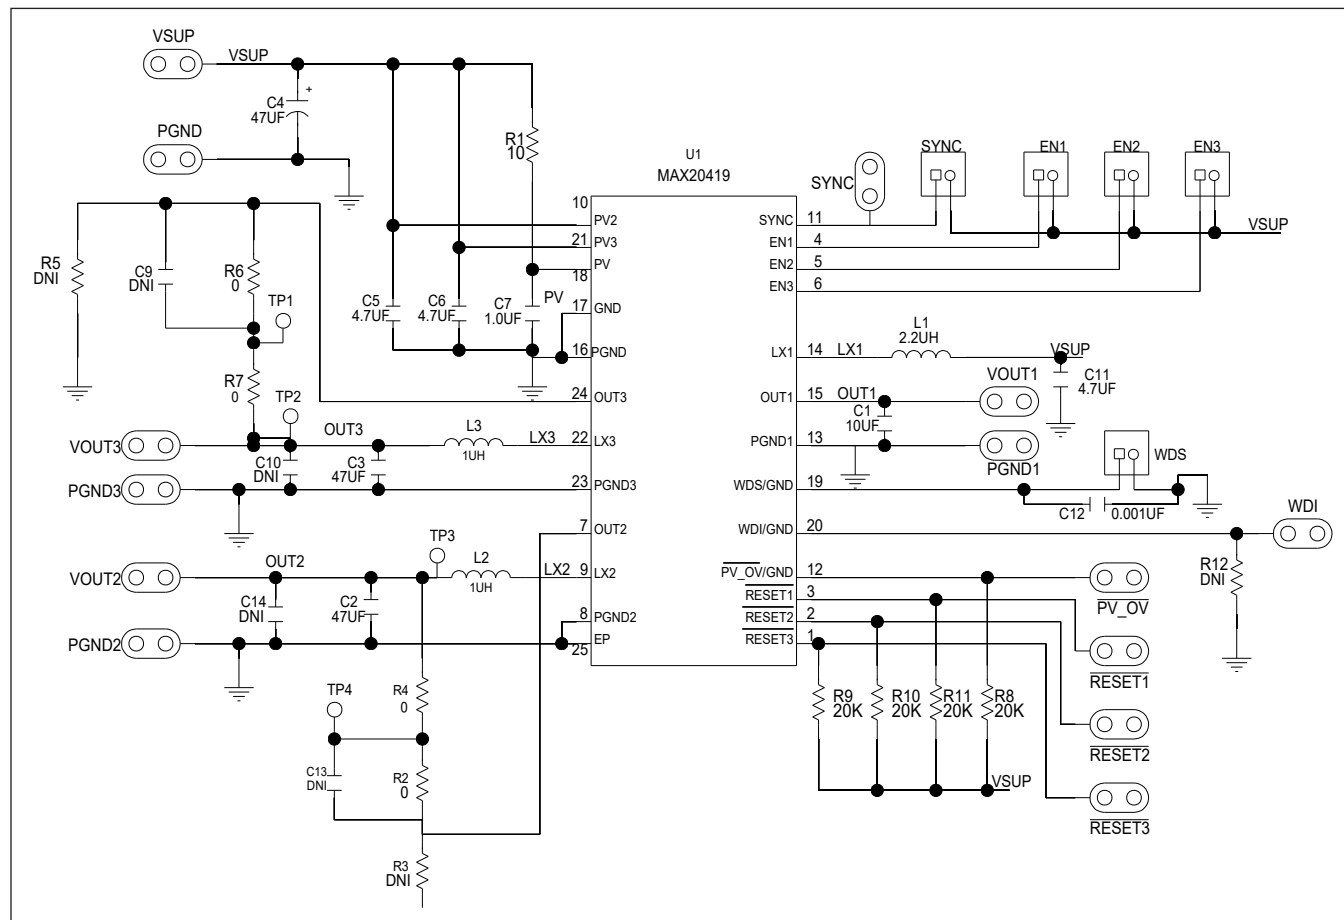 VSUP
VSUP
C4
47UF
+
PGND
R1
10
U1
MAX20419
SYNC
SYNC
EN1
EN2
EN3
VSUP
10
PV2
21
PV3
PV
18
17
GND
16
PGND
24
OUT3
22
LX3
23
PGND3
7
OUT2
9
LX2
8
PGND2
EP
25
SYNC
11
EN1
4
EN2
5
EN3
6
LX1
14
OUT1
15
PGND1
13
WDS/GND
19
WDI/GND
20
PV_OV/GND
12
RESET1
3
RESET2
2
RESET3
1
R5
DNI
C9
DNI
R6
0
TP1
R7
0
TP2
C5
4.7UF
C6
4.7UF
C7
1.0UF
PV
VOUT3
OUT3
L3
1UH
LX3
C10
DNI
C3
47UF
PGND3
VOUT2
OUT2
TP3
L2
1UH
LX2
C14
DNI
C2
47UF
PGND2
TP4
R4
0
C13
DNI
R2
0
R3
DNI
LX1
L1
2.2UH
VSUP
C11
4.7UF
OUT1
VOUT1
C1
10UF
PGND1
WDS
C12
0.001UF
WDI
R12
DNI
PV_OV
RESET1
RESET2
RESET3
R9
20K
R10
20K
R11
20K
R8
20K
VSUP